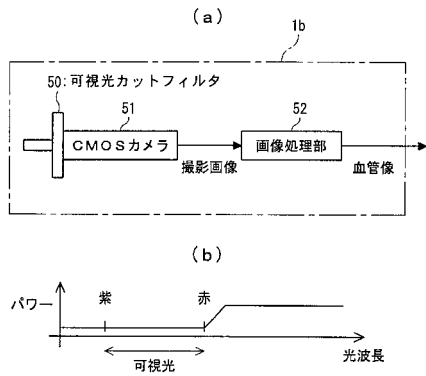 (a)
1b
50:可視光カットフィルタ
51
52
CMOSカメラ
画像処理部
撮影画像
血管像
(b)
パワー
紫
赤
光波長
可視光